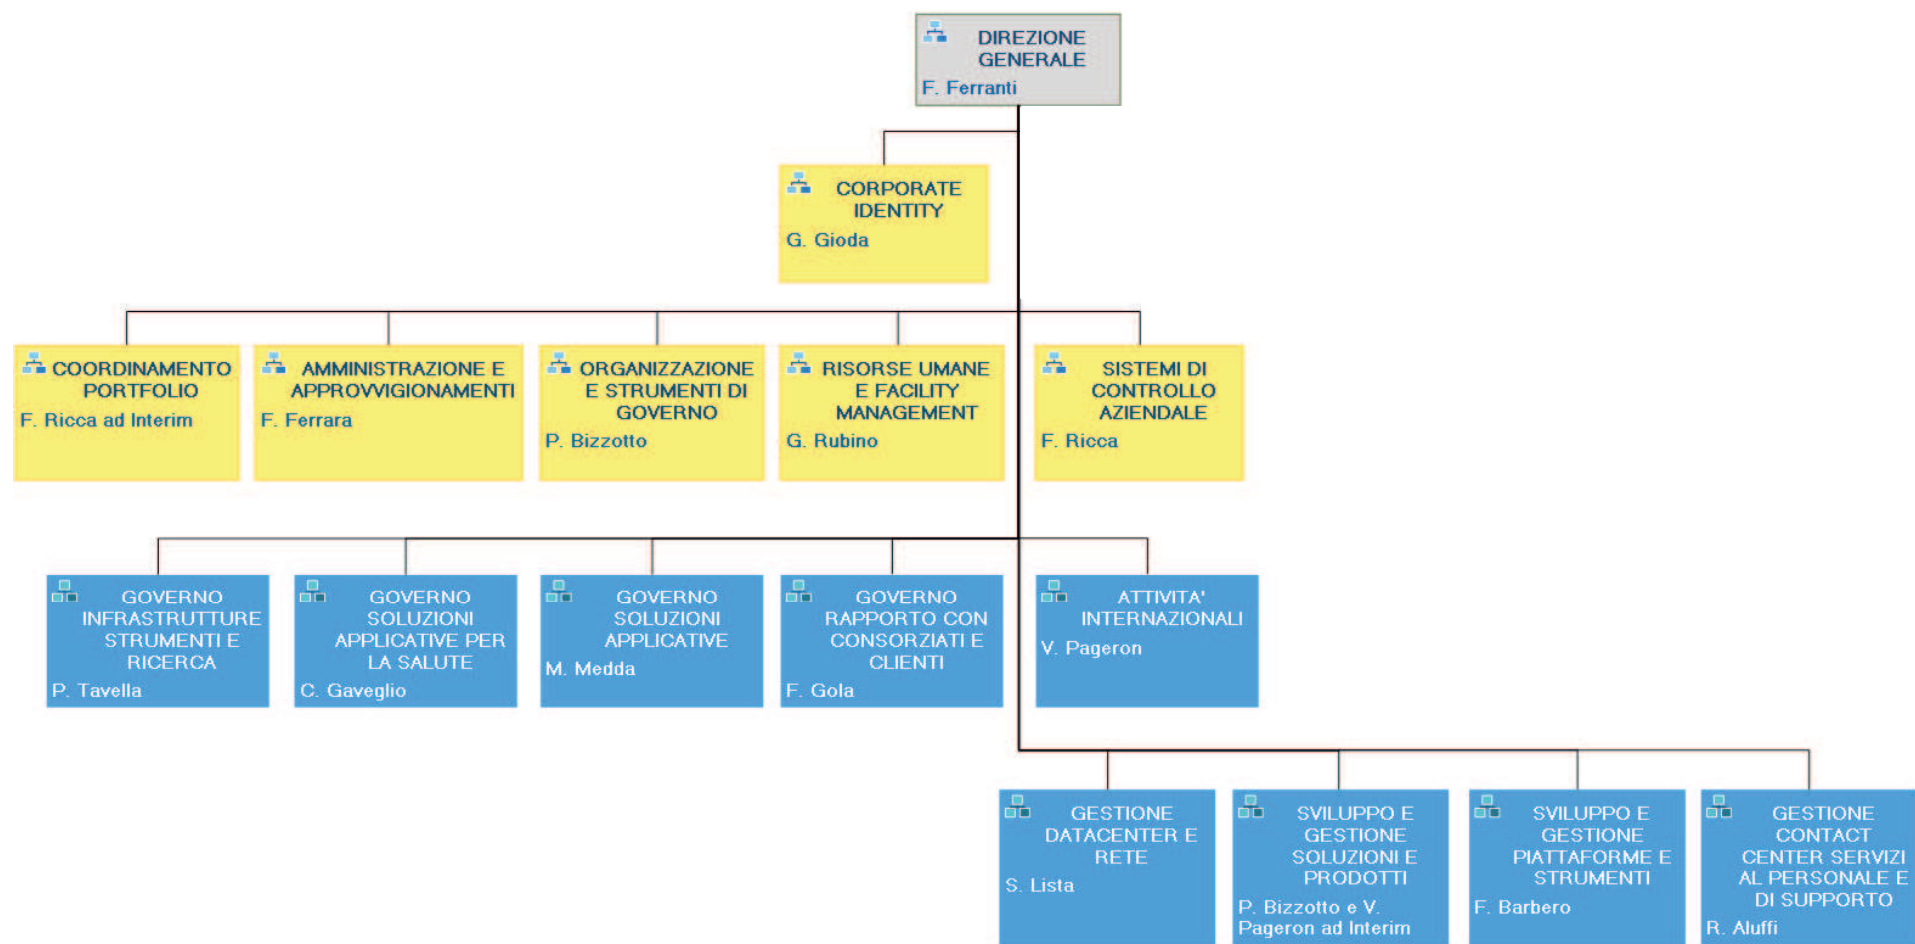 DIREZIONE
GENERALE
F. Ferranti
CORPORATE
IDENTITY
G. Gioda
COORDINAMENTO
PORTFOLIO
F. Ricca ad Interim
AMMINISTRAZIONE E
APPROVVIGIONAMENTI
F. Ferrara
ORGANIZZAZIONE
E STRUMENTI DI
GOVERNO
P. Bizzotto
RISORSE UMANE
E FACILITY
MANAGEMENT
G. Rubino
SISTEMI DI
CONTROLLO
AZIENDALE
F. Ricca
GOVERNO
INFRASTRUTTURE
STRUMENTI E
RICERCA
P. Tavella
GOVERNO
SOLUZIONI
APPLICATIVE PER
LA SALUTE
C. Gaveglio
GOVERNO
SOLUZIONI
APPLICATIVE
M. Medda
GOVERNO
RAPPORTO CON
CONSORZIATI E
CLIENTI
F. Gola
ATTIVITA'
INTERNAZIONALI
V. Pageron
GESTIONE
DATACENTER E
RETE
S. Lista
SVILUPPO E
GESTIONE
SOLUZIONI E
PRODOTTI
P. Bizzotto e V.
Pageron ad Interim
SVILUPPO E
GESTIONE
PIATTAFORME E
STRUMENTI
F. Barbero
GESTIONE
CONTACT
CENTER SERVIZI
AL PERSONALE E
DI SUPPORTO
R. Aluffi